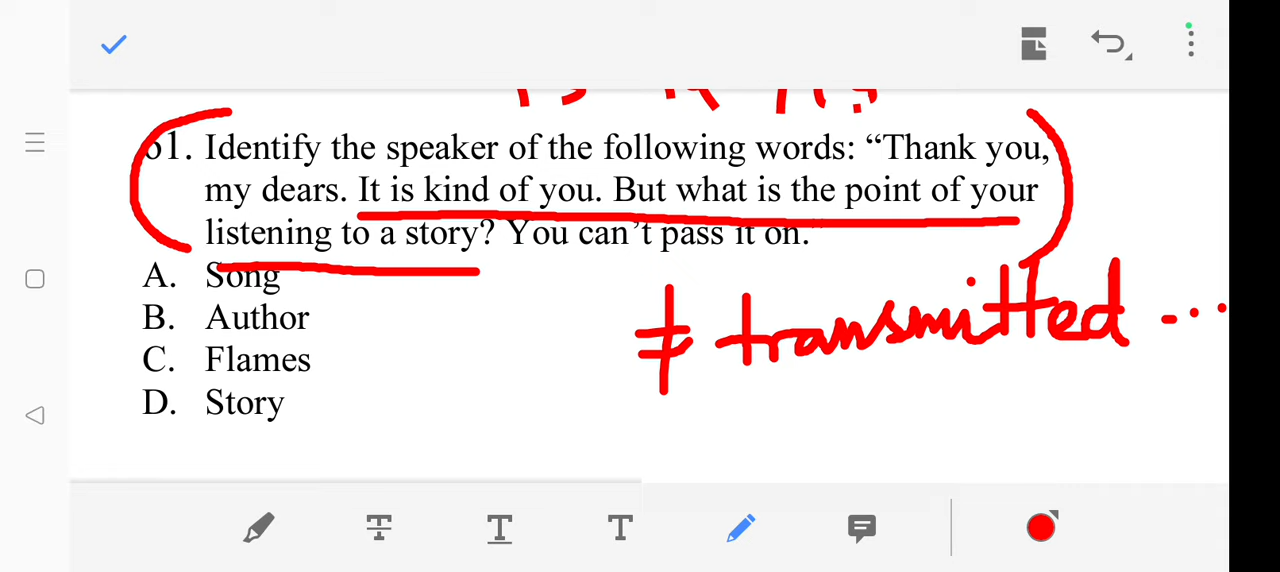 61. Identify the speaker of the following words: “Thank you,
my dears. It is kind of you. But what is the point of your
listening to a story? You can’t pass it on.”
A. Song
≠ transmitted - . .
B. Author
C. Flames
D. Story